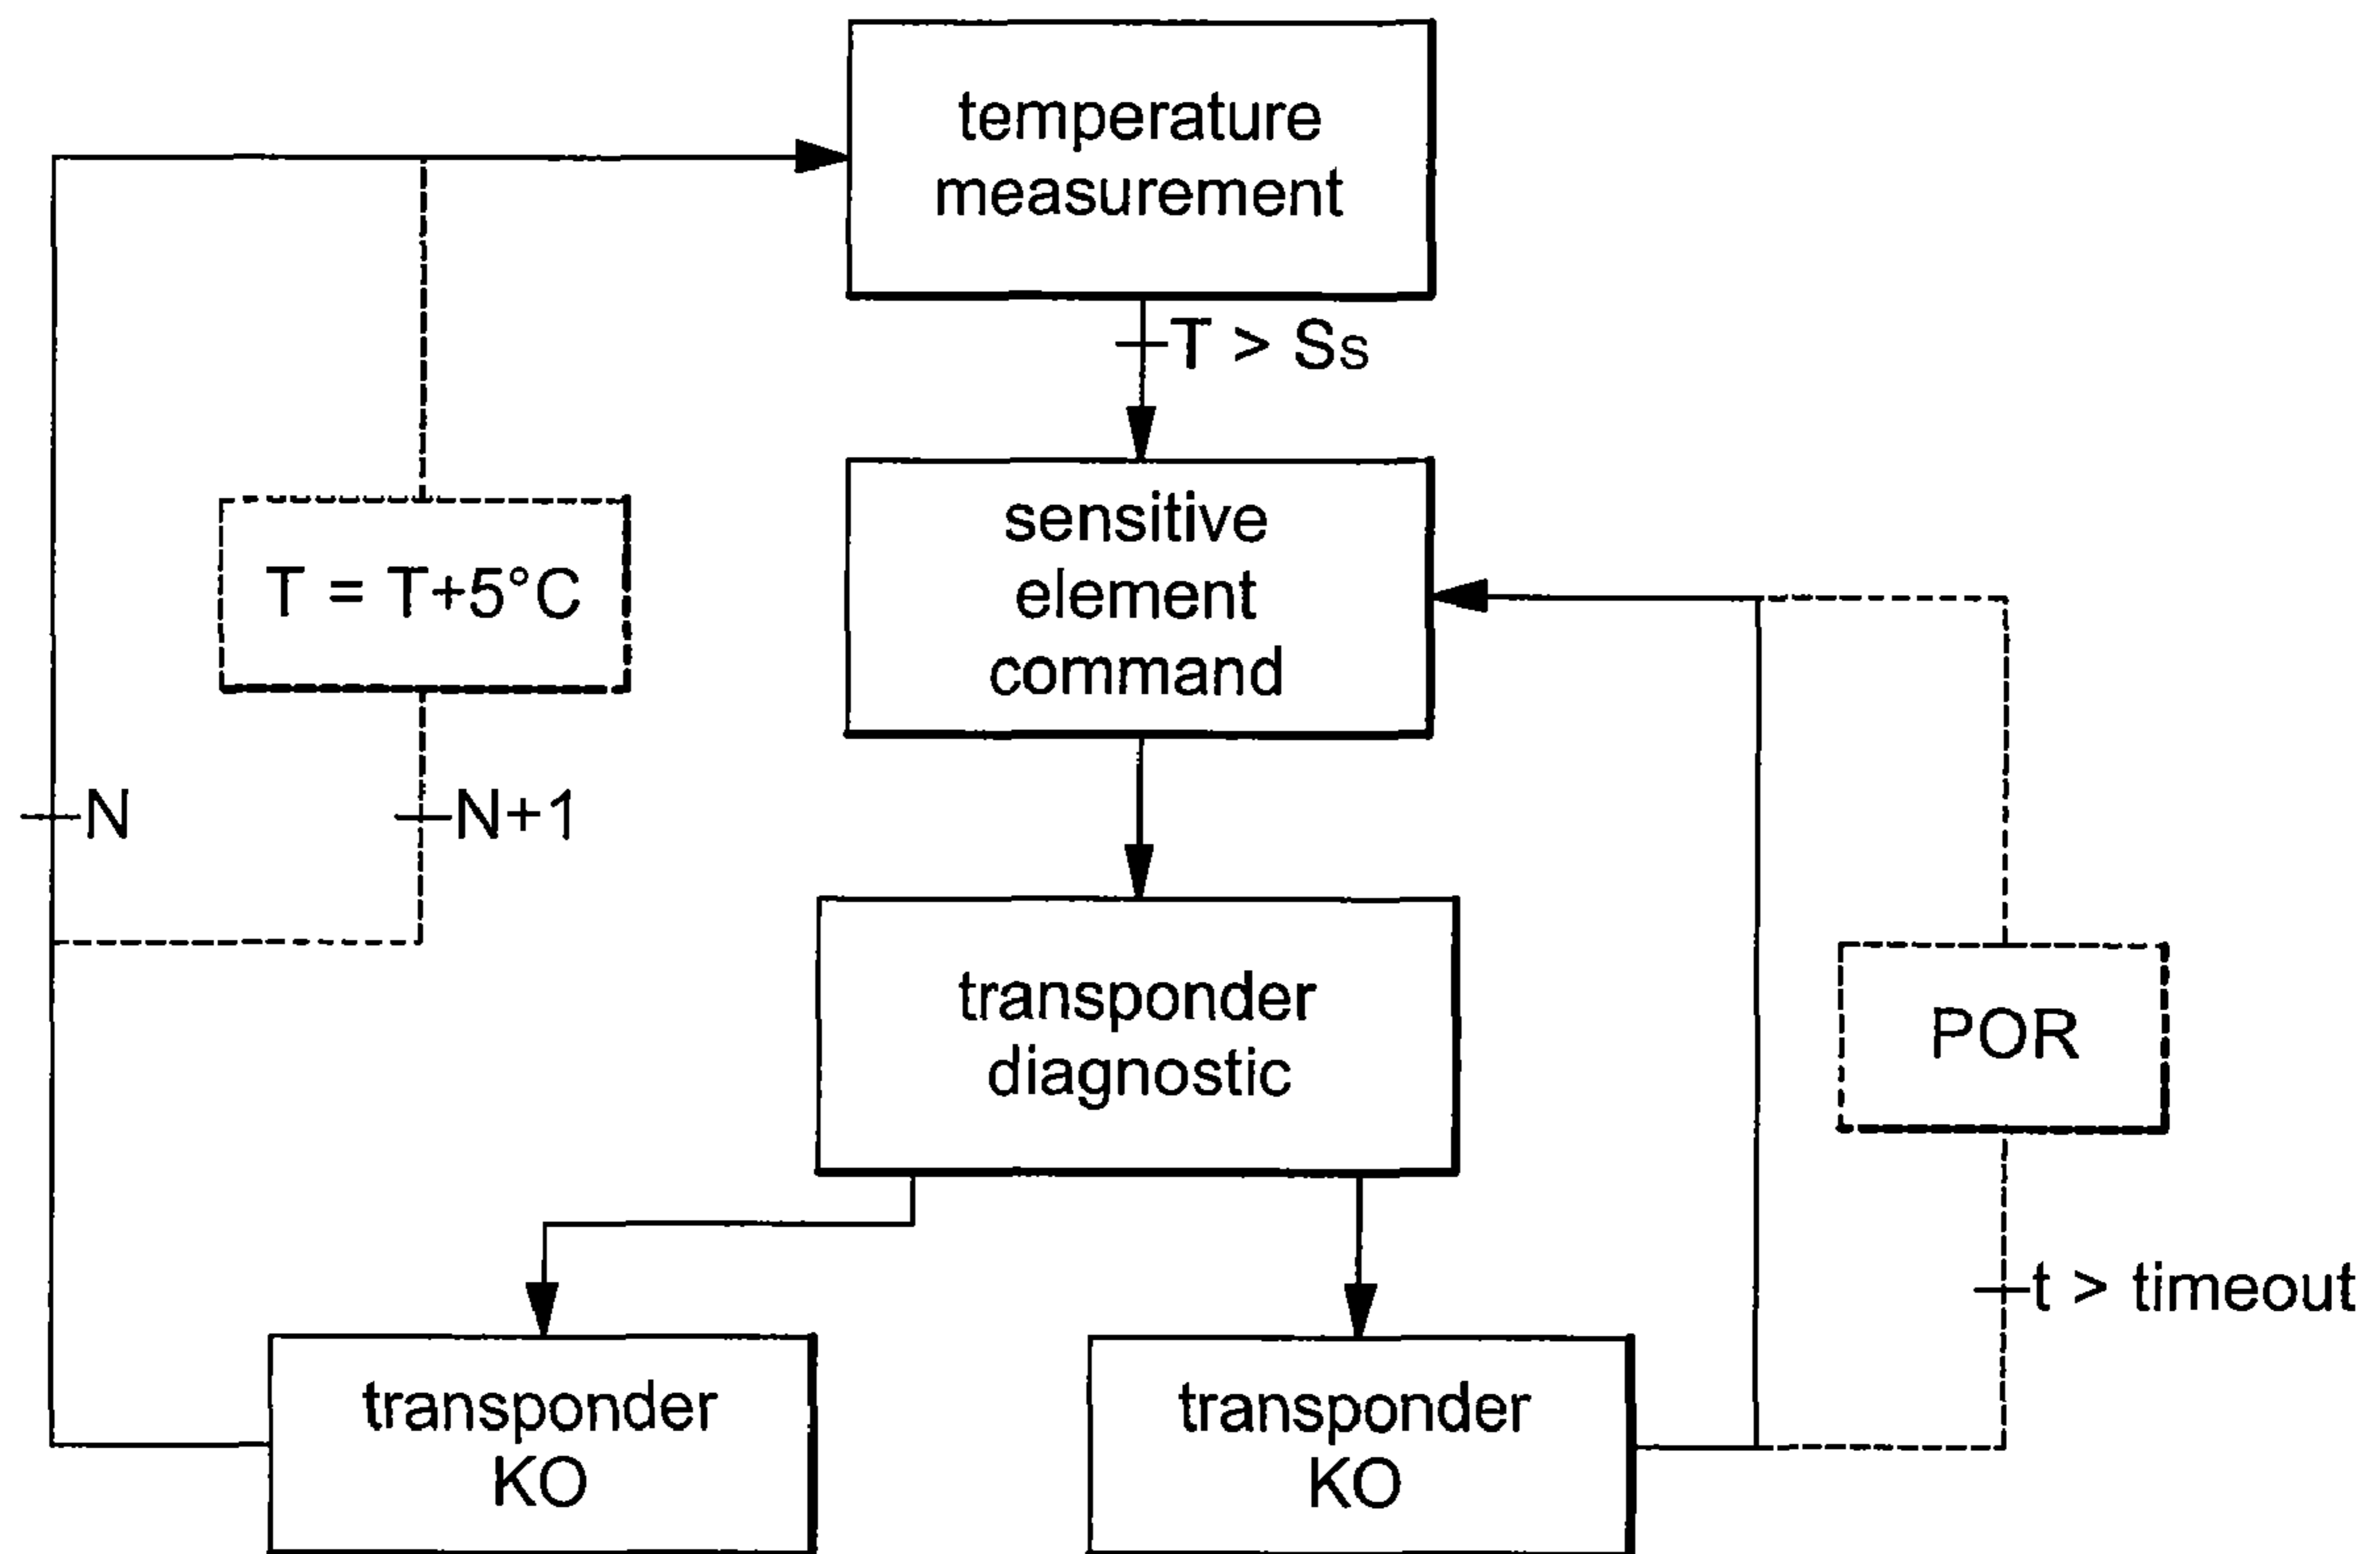 temperature
measurement
T > Ss
sensitive
element
command
T = T+5°C
N
N+1
transponder
diagnostic
POR
t > timeout
transponder
KO
transponder
KO